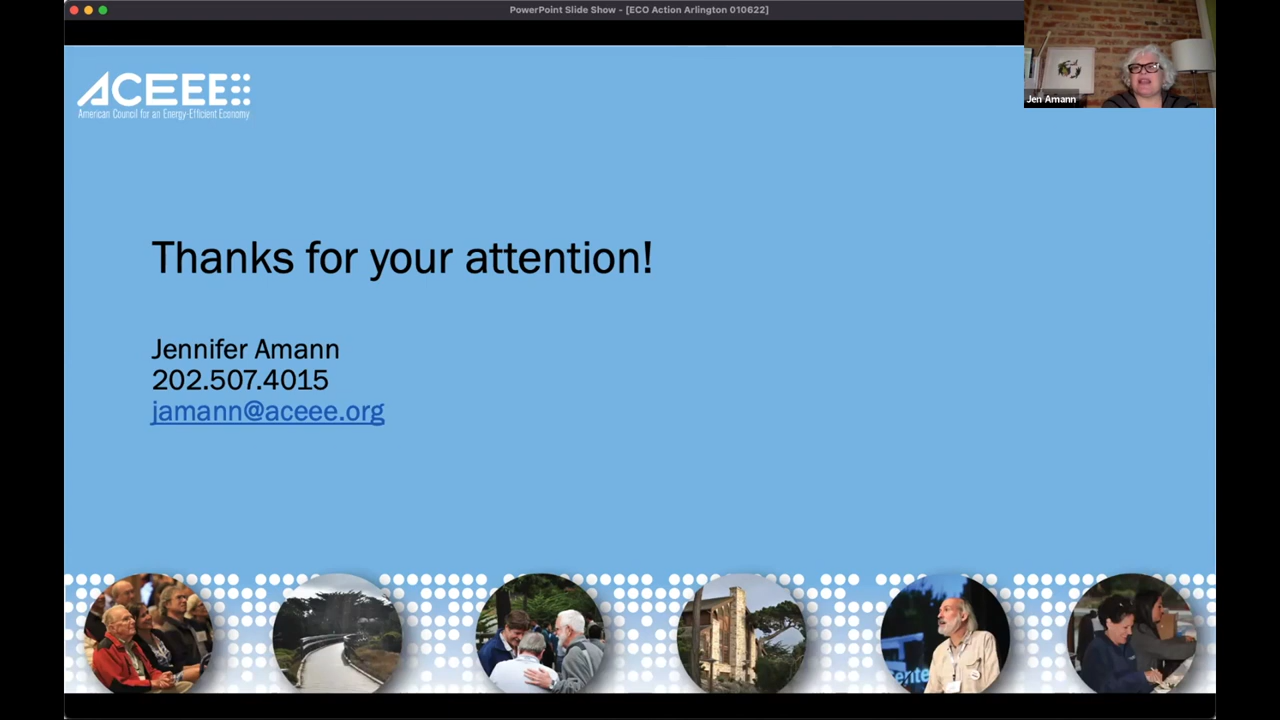 PowerPoint Slide Show - [ECO Action Arlington 010622]
ACEEE
American Council for an Energy-Efficient Economy
Jen Amann
Thanks for your attention!
Jennifer Amann
202.507.4015
jamann@aceee.org